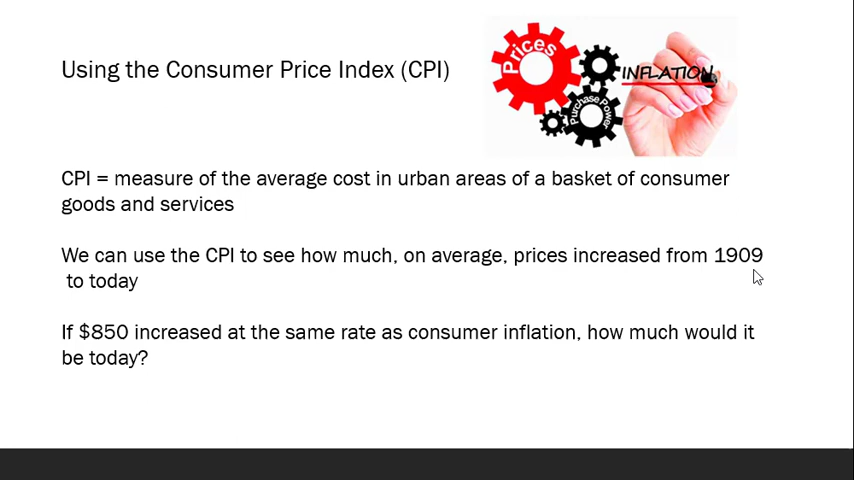 Using the Consumer Price Index (CPI)
Prices
INFLATION
Purchase Power
CPI = measure of the average cost in urban areas of a basket of consumer
goods and services
We can use the CPI to see how much, on average, prices increased from 1909
to today
If $850 increased at the same rate as consumer inflation, how much would it
be today?